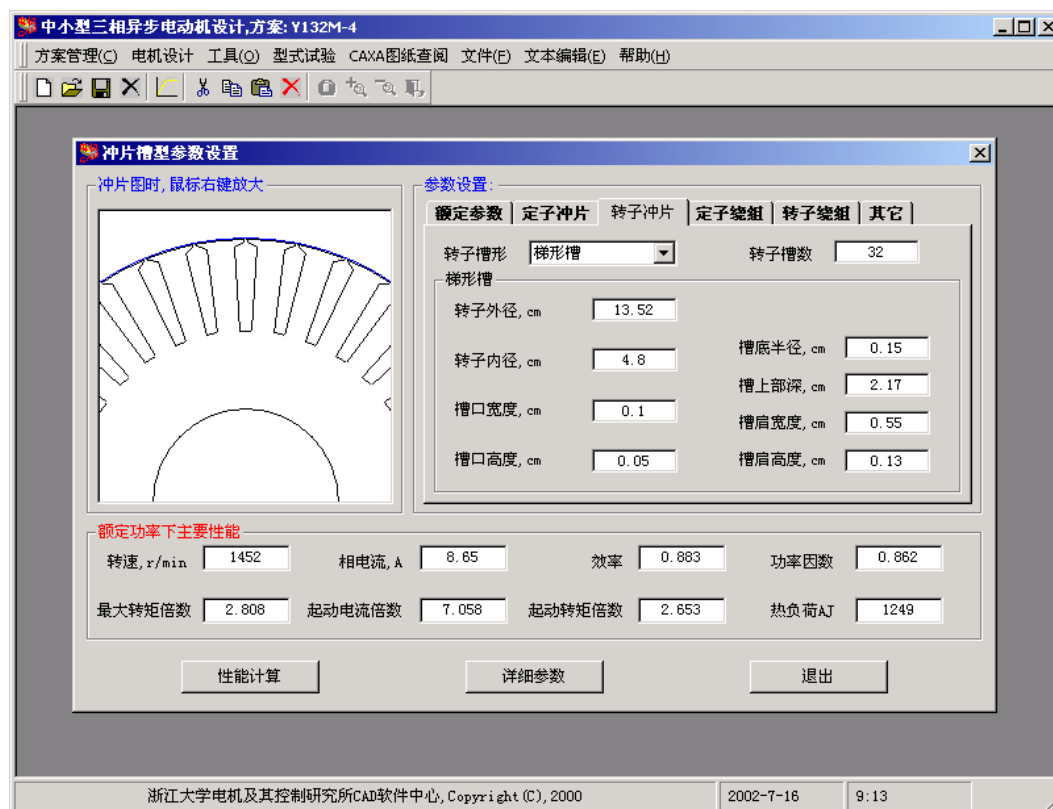 中小型三相异步电动机设计,方案:Y132M-4
方案管理(C) 电机设计 工具(O) 型式试验 CAXA图纸查阅 文件(F) 文本编辑(E) 帮助(H)
冲片槽型参数设置
冲片图时,鼠标右键放大
参数设置:
额定参数 定子冲片 转子冲片 定子绕组 转子绕组 其它
转子槽形 梯形槽 转子槽数 32
梯形槽
转子外径,cm 13.52
槽底半径,cm 0.15
转子内径,cm 4.8
槽上部深,cm 2.17
槽口宽度,cm 0.1
槽肩宽度,cm 0.55
槽口高度,cm 0.05
槽肩高度,cm 0.13
额定功率下主要性能
转速,r/min 1452 相电流,A 8.65 效率 0.883 功率因数 0.862
最大转矩倍数 2.808 起动电流倍数 7.058 起动转矩倍数 2.653 热负荷AJ 1249
性能计算 详细参数 退出
浙江大学电机及其控制研究所CAD软件中心,Copyright(C),2000 2002-7-16 9:13